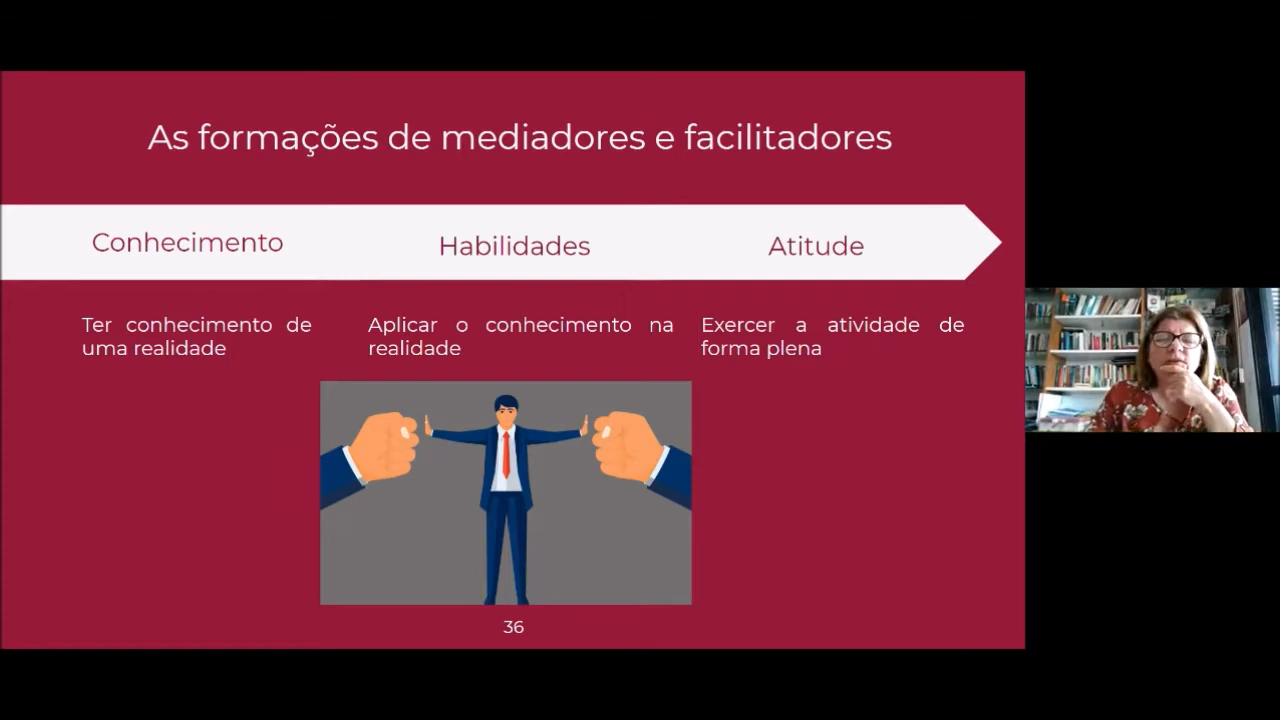 As formações de mediadores e facilitadores
Conhecimento
Habilidades
Atitude
Ter conhecimento de
uma realidade
Aplicar o conhecimento na
realidade
Exercer a atividade de
forma plena
36